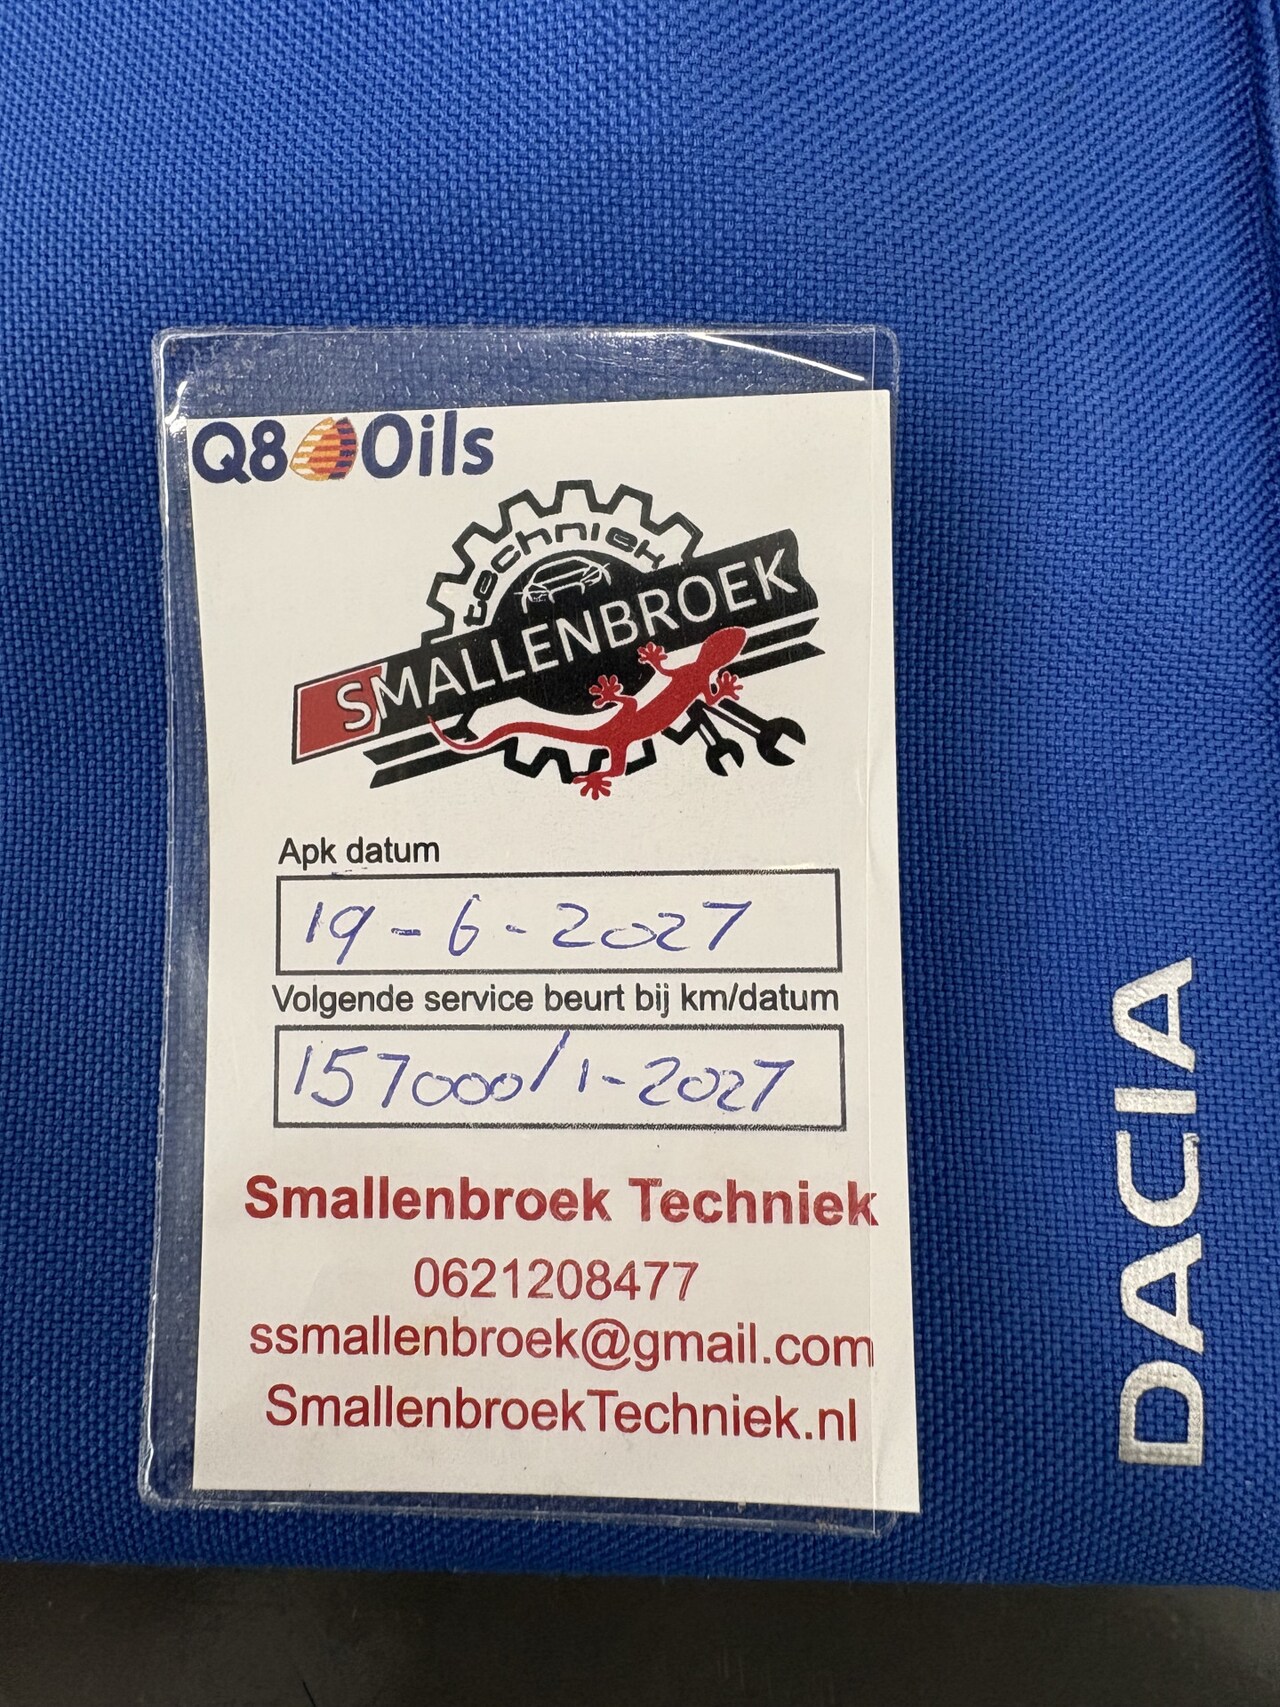 Q8 Oils
techniek
SMALLENBROEK
Apk datum
19-6-2027
Volgende service beurt bij km/datum
157000/1-2027
Smallenbroek Techniek
0621208477
ssmallenbroek@gmail.com
SmallenbroekTechniek.nl
DACIA